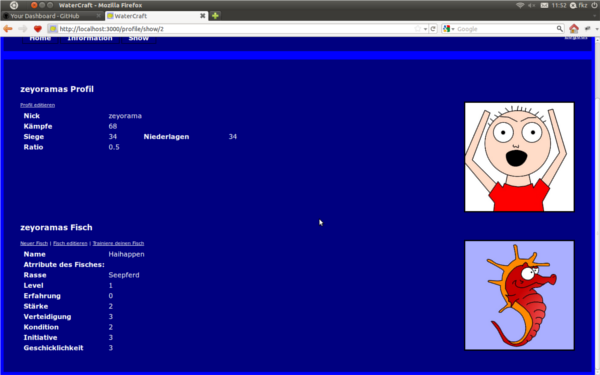 WaterCraft - Mozilla Firefox
11:52
fkz
Your Dashboard - GitHub
WaterCraft
http://localhost:3000/profile/show/2
Google
Home Information Show
zeyoramas Profil
Profil editieren
Nick zeyorama
Kämpfe 68
Siege 34 Niederlagen 34
Ratio 0.5
zeyoramas Fisch
Neuer Fisch | Fisch editieren | Trainiere deinen Fisch
Name Haihappen
Atrribute des Fisches:
Rasse Seepferd
Level 1
Erfahrung 0
Stärke 2
Verteidigung 3
Kondition 2
Initiative 3
Geschicklichkeit 3